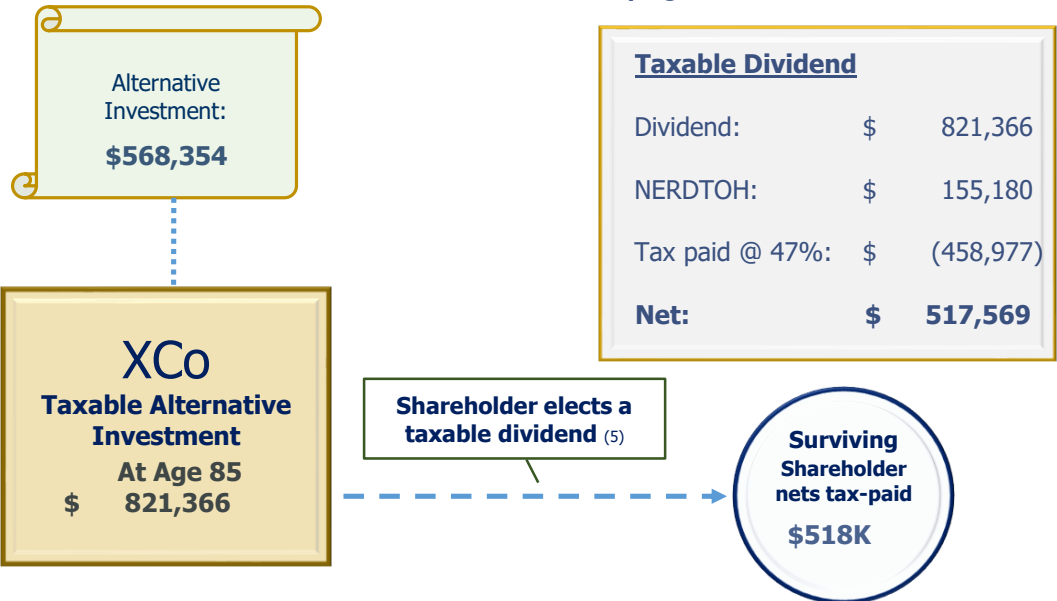 Alternative
Investment:
$568,354
Taxable Dividend
Dividend: $ 821,366
NERDTOH: $ 155,180
Tax paid @ 47%: $ (458,977)
Net: $ 517,569
XCo
Taxable Alternative
Investment
At Age 85
$ 821,366
Shareholder elects a
taxable dividend (5)
Surviving
Shareholder
nets tax-paid
$518K